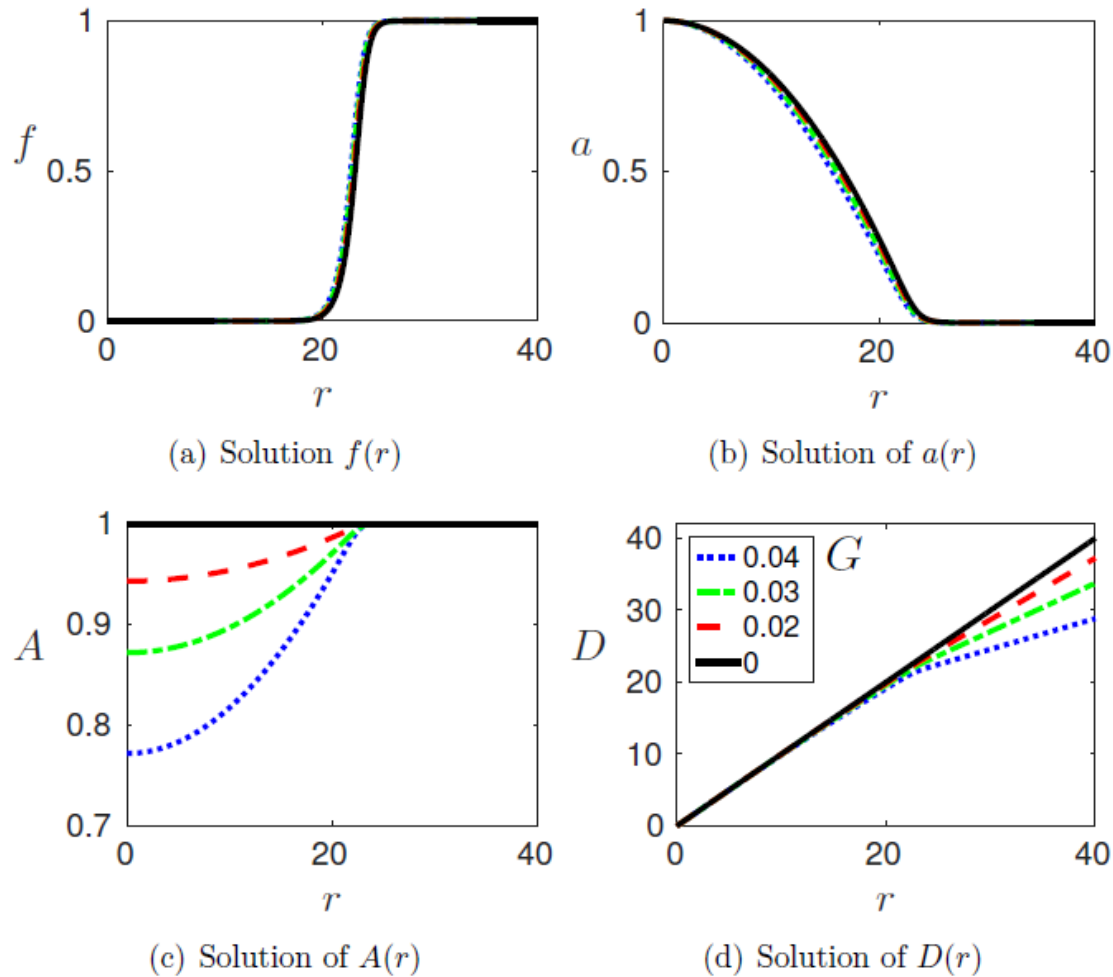 1
f
0.5
0
0
20
40
r
(a) Solution f(r)
1
a
0.5
0
0
20
40
r
(b) Solution of a(r)
1
0.9
A
0.8
0.7
0
20
40
r
(c) Solution of A(r)
40
30
D
20
10
0
0
20
40
r
G
0.04
0.03
0.02
0
(d) Solution of D(r)